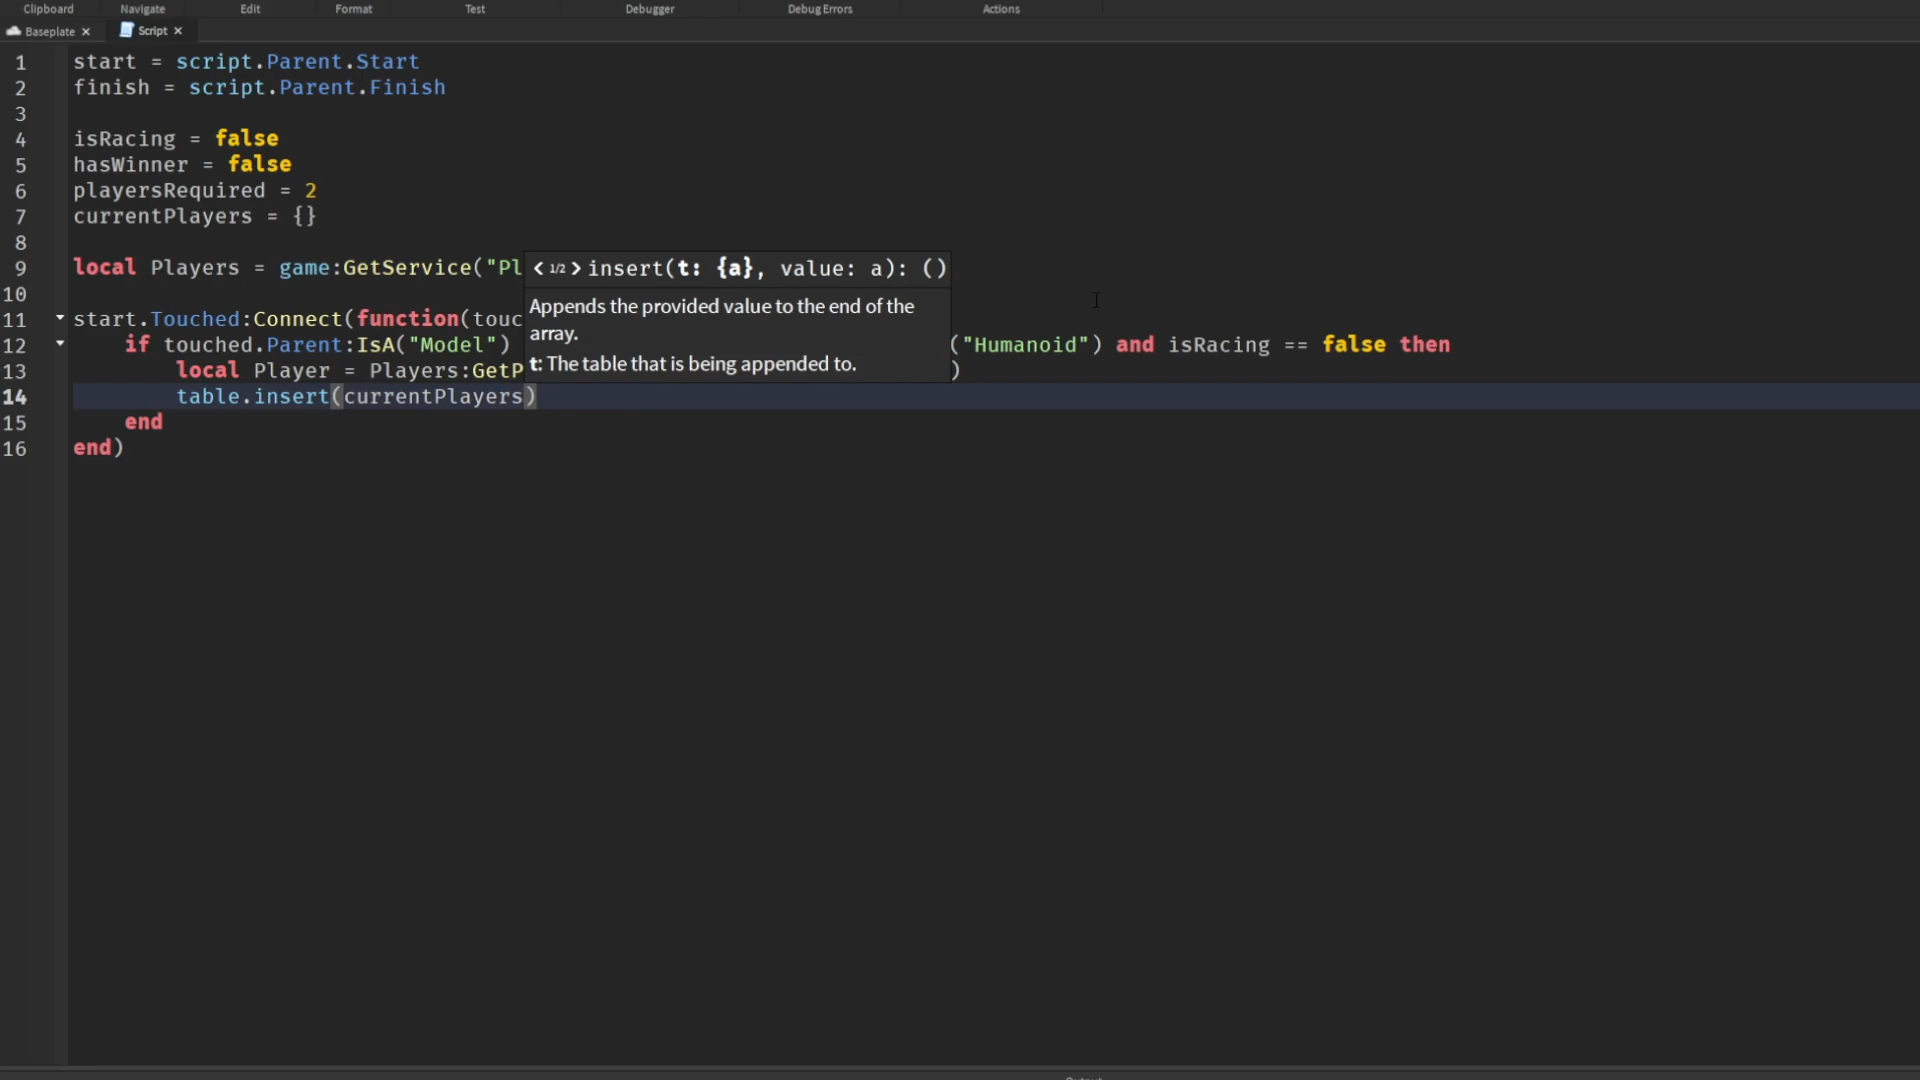 Clipboard Navigate Edit Format Test Debugger Debug Errors Actions
Baseplate Script
1 start = script.Parent.Start
2 finish = script.Parent.Finish
3
4 isRacing = false
5 hasWinner = false
6 playersRequired = 2
7 currentPlayers = {}
8
9 local Players = game:GetService("Pl
1/2 insert(t: {a}, value: a): ()
Appends the provided value to the end of the
array.
t: The table that is being appended to.
10
11 start.Touched:Connect(function(touc
12 if touched.Parent:IsA("Model") ("Humanoid") and isRacing == false then
13 local Player = Players:GetP )
14 table.insert(currentPlayers)
15 end
16 end)